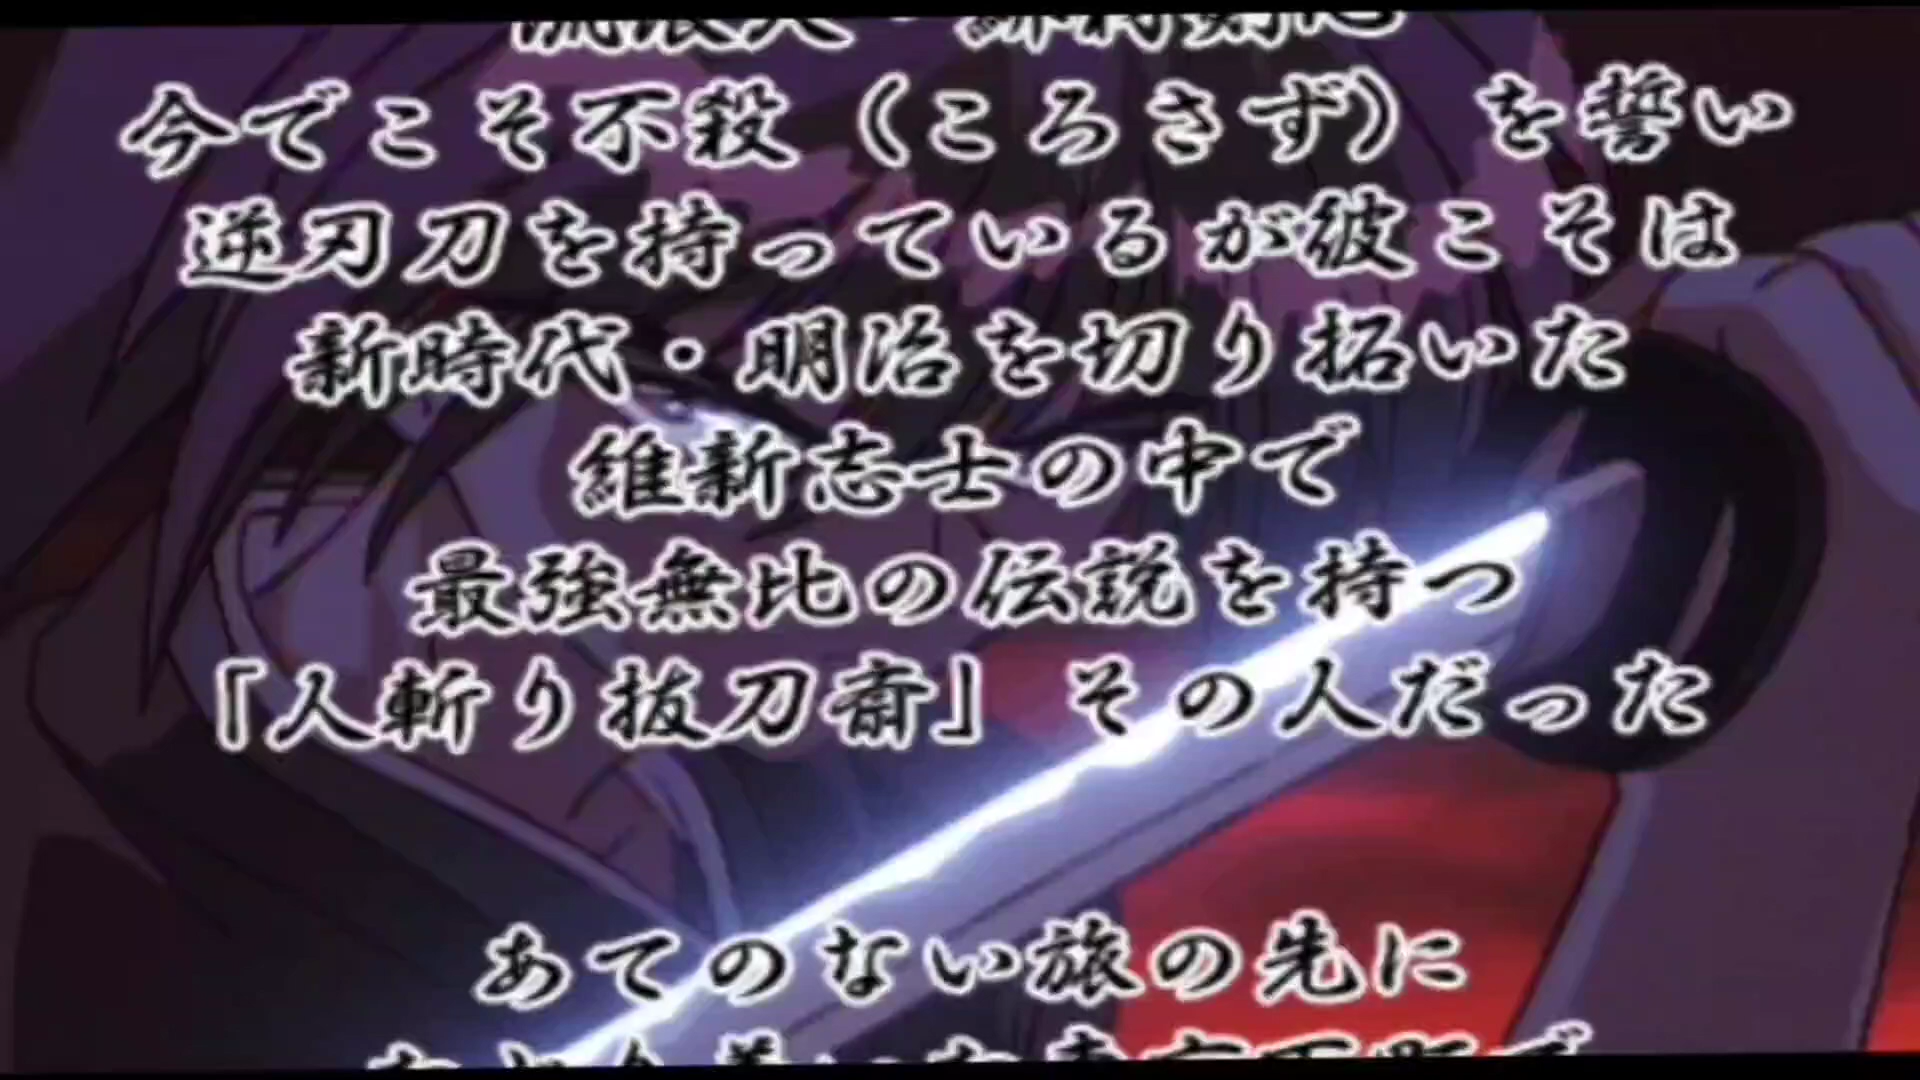 今でこそ不殺（ころさず）を誓い
逆刃刀を持っているが彼こそは
新時代・明治を切り拓いた
維新志士の中で
最強無比の伝説を持つ
「人斬り抜刀斎」その人だった
あてのない旅の先に